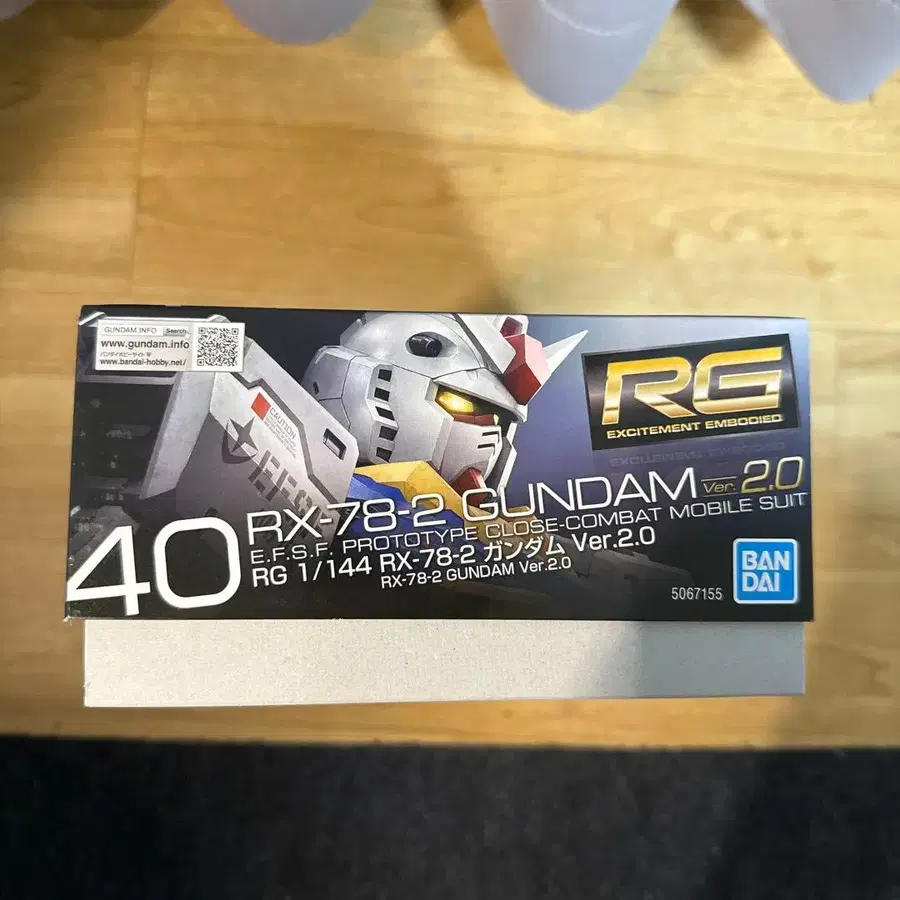 GUNDAM.INFO Search
www.gundam.info
バンダイホビーサイト
www.bandai-hobby.net/
CAUTION
E.F.S.F.
RG
EXCITEMENT EMBODIED
40
RX-78-2 GUNDAM Ver. 2.0
E.F.S.F. PROTOTYPE CLOSE-COMBAT MOBILE SUIT
RG 1/144 RX-78-2 ガンダム Ver.2.0
RX-78-2 GUNDAM Ver.2.0
5067155
BAN
DAI